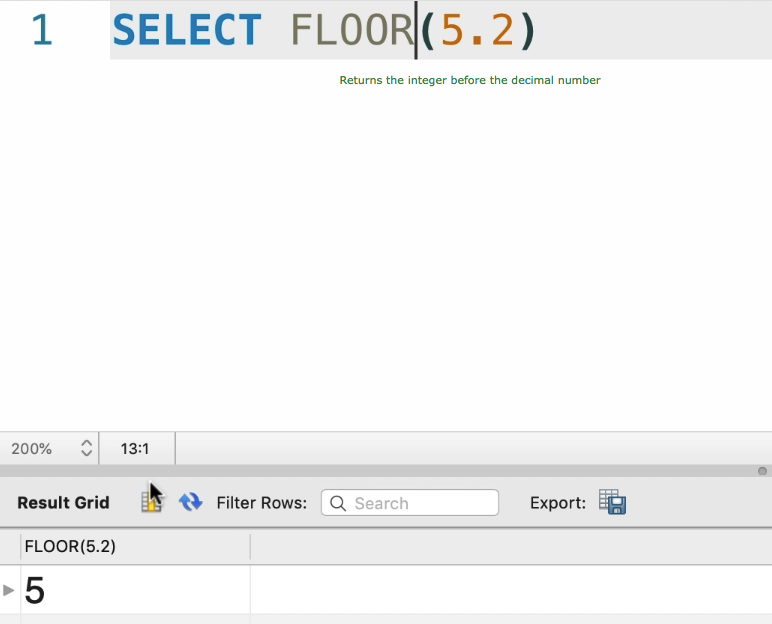 1 SELECT FLOOR(5.2)
Returns the integer before the decimal number
200% 13:1
Result Grid Filter Rows: Search Export:
FLOOR(5.2)
5